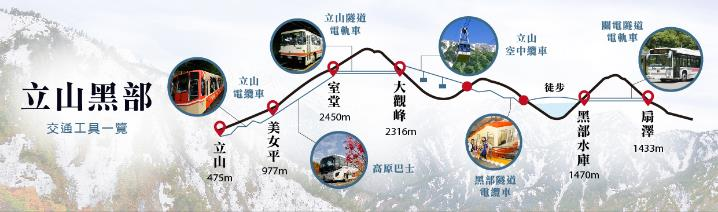 立山黑部
交通工具一覽
立山
電纜車
立山隧道
電軌車
立山
空中纜車
關電隧道
電軌車
高原巴士
黑部隧道
電纜車
徒步
立山
475m
美女平
977m
室堂
2450m
大觀峰
2316m
黑部水庫
1470m
扇澤
1433m